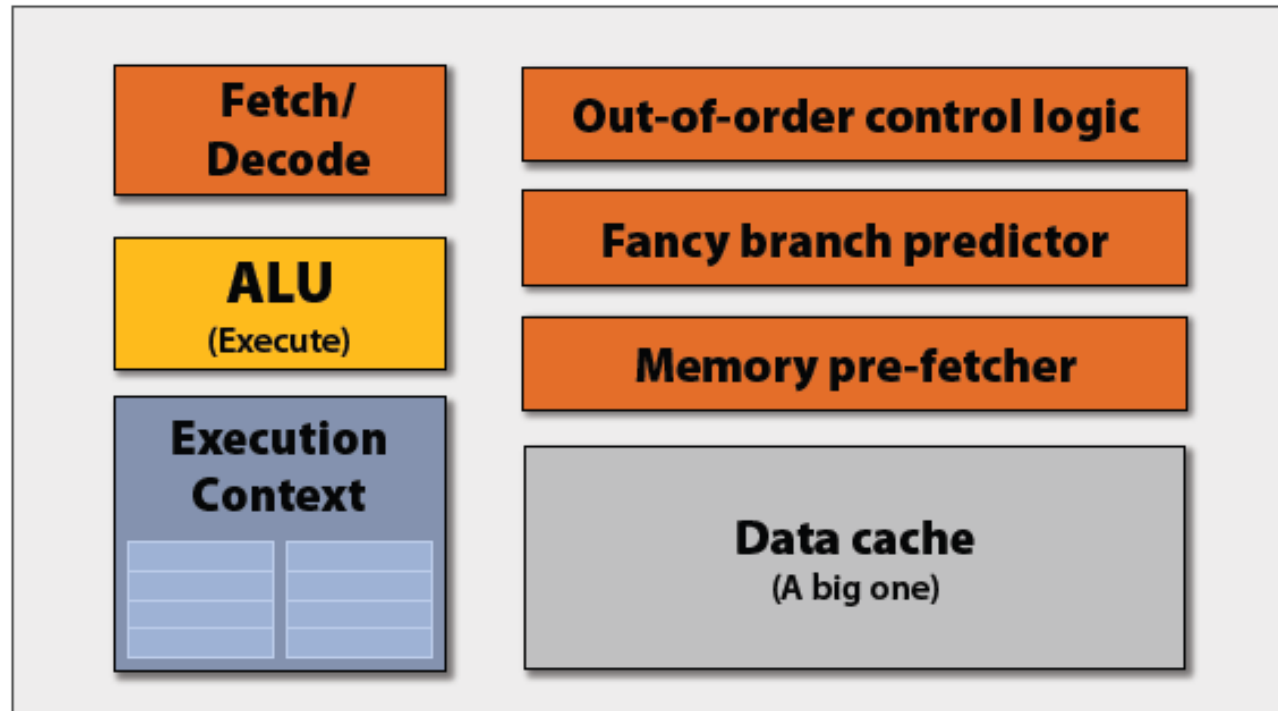 Fetch/
Decode
ALU
(Execute)
Execution
Context
Out-of-order control logic
Fancy branch predictor
Memory pre-fetcher
Data cache
(A big one)